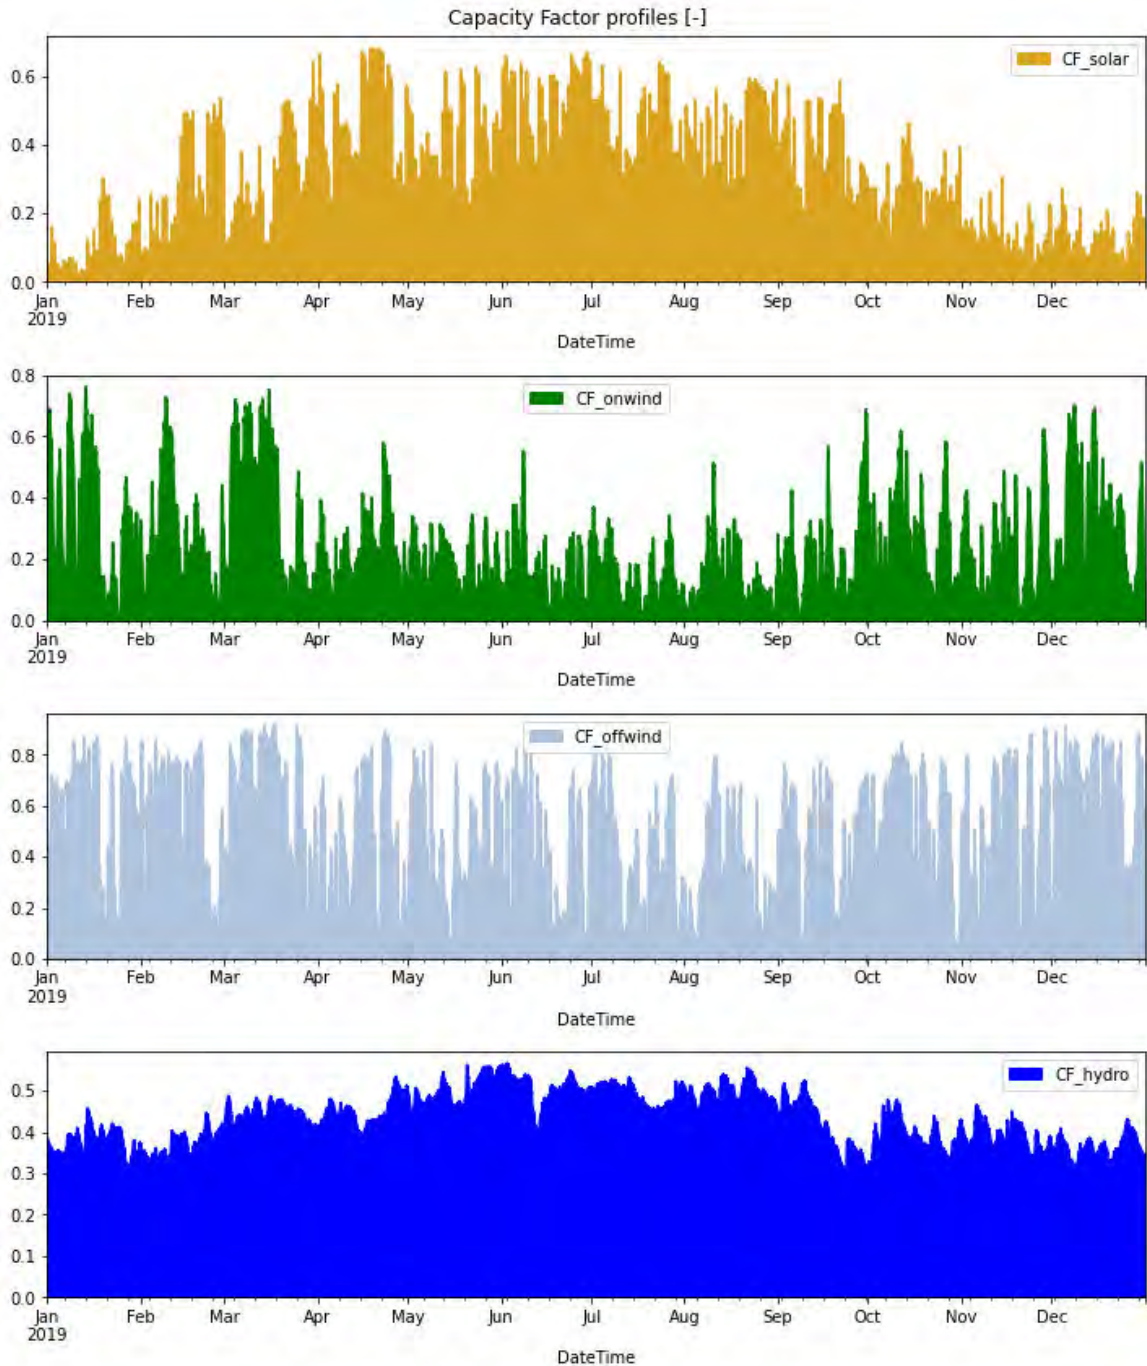 Capacity Factor profiles [-]
CF_solar
0.6
0.4
0.2
0.0
Jan Feb Mar Apr May Jun Jul Aug Sep Oct Nov Dec
2019
DateTime
0.8
CF_onwind
0.6
0.4
0.2
0.0
Jan Feb Mar Apr May Jun Jul Aug Sep Oct Nov Dec
2019
DateTime
CF_offwind
0.8
0.6
0.4
0.2
0.0
Jan Feb Mar Apr May Jun Jul Aug Sep Oct Nov Dec
2019
DateTime
CF_hydro
0.5
0.4
0.3
0.2
0.1
0.0
Jan Feb Mar Apr May Jun Jul Aug Sep Oct Nov Dec
2019
DateTime